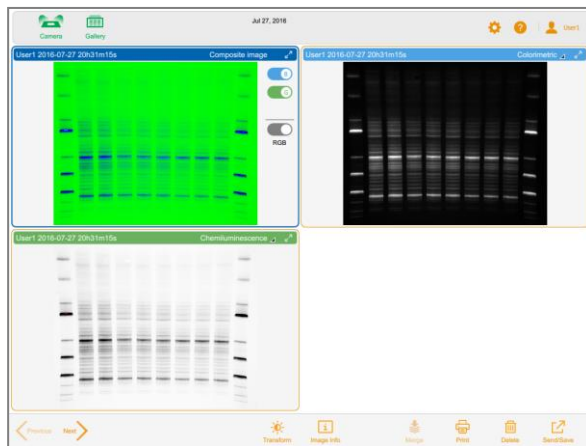 Jul 27, 2016
Camera
Gallery
User1
User1 2016-07-27 20h31m15s
Composite image
User1 2016-07-27 20h31m15s
Colorimetric
B
G
RGB
User1 2016-07-27 20h31m15s
Chemiluminescence
Previous
Next
Transform
Image Info
Merge
Print
Delete
Send/Save